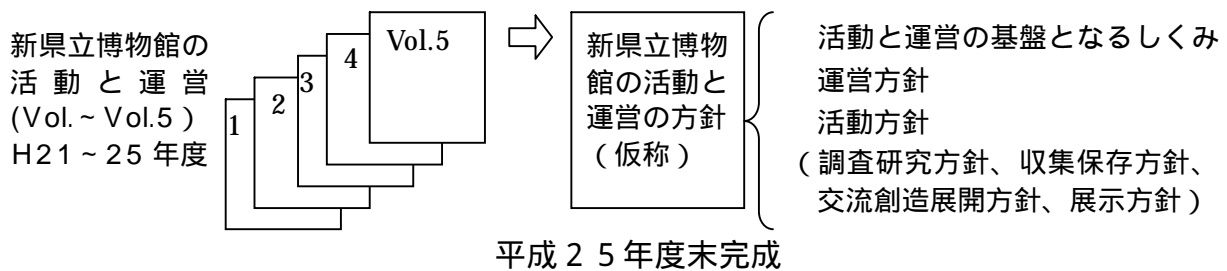 新県立博物館の
活動と運営
(Vol.~Vol.5)
H21~25年度
1
2
3
4
Vol.5
新県立博物
館の活動と
運営の方針
(仮称)
活動と運営の基盤となるしくみ
運営方針
活動方針
(調査研究方針、収集保存方針、
交流創造展開方針、展示方針)
平成25年度末完成